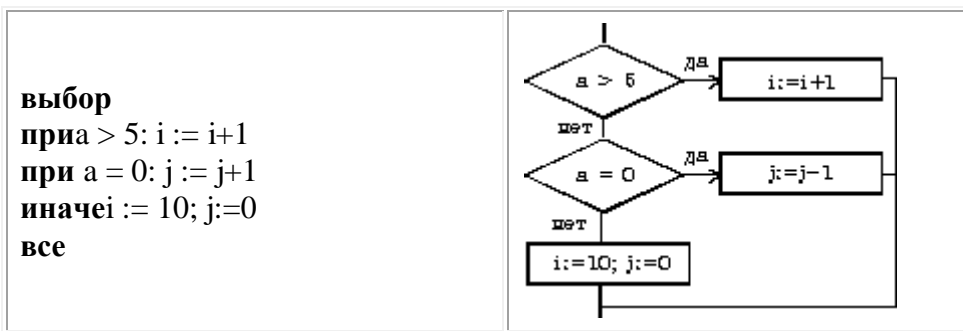 выбор
приa > 5: i := i+1
при a = 0: j := j+1
иначеi := 10; j:=0
все
a > 5
да
i:=i+1
нет
a = 0
да
j:=j-1
нет
i:=10; j:=0